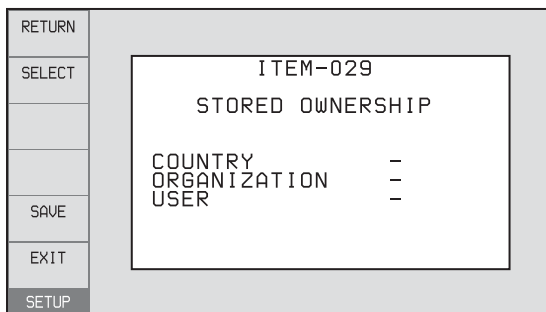 RETURN
SELECT
SAVE
EXIT
SETUP
ITEM-029
STORED OWNERSHIP
COUNTRY –
ORGANIZATION –
USER –